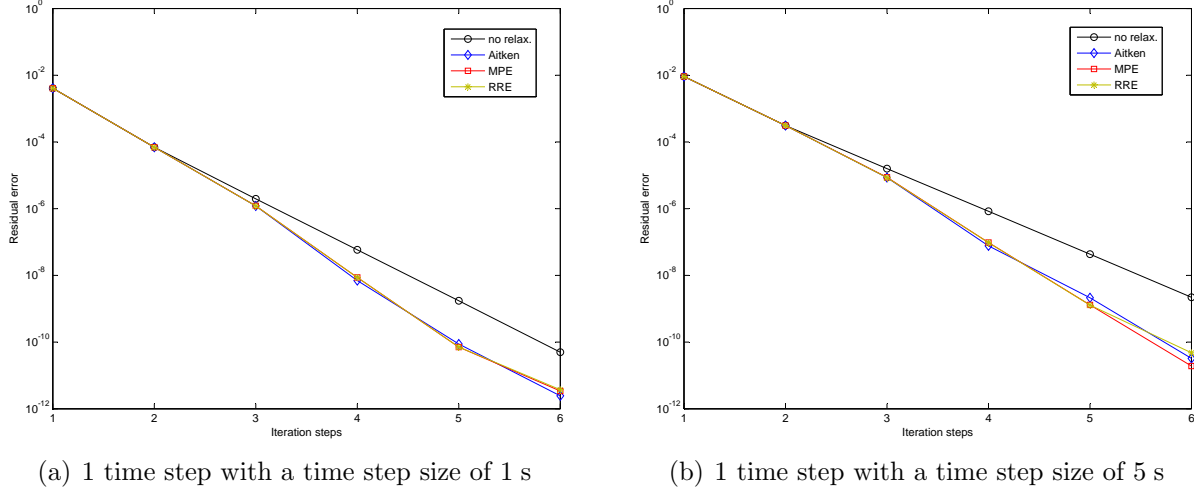 10^0
10^-2
10^-4
10^-6
10^-8
10^-10
10^-12
Residual error
1 2 3 4 5 6
Iteration steps
no relax.
Aitken
MPE
RRE
(a) 1 time step with a time step size of 1 s
10^0
10^-2
10^-4
10^-6
10^-8
10^-10
10^-12
Residual error
1 2 3 4 5 6
Iteration steps
no relax.
Aitken
MPE
RRE
(b) 1 time step with a time step size of 5 s